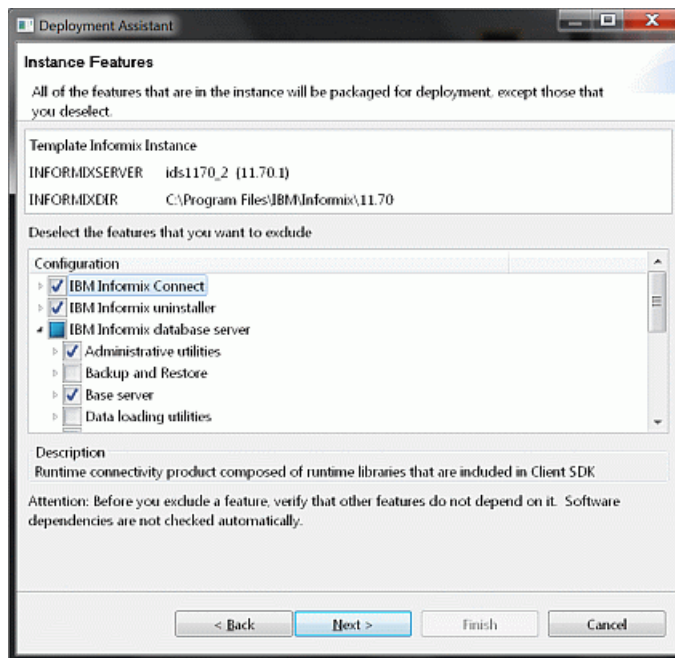 Deployment Assistant
Instance Features
All of the features that are in the instance will be packaged for deployment, except those that
you deselect.
Template Informix Instance
INFORMIXSERVER ids1170_2 (11.70.1)
INFORMIXDIR C:\Program Files\IBM\Informix\11.70
Deselect the features that you want to exclude
Configuration
IBM Informix Connect
IBM Informix uninstaller
IBM Informix database server
Administrative utilities
Backup and Restore
Base server
Data loading utilities
Description
Runtime connectivity product composed of runtime libraries that are included in Client SDK
Attention: Before you exclude a feature, verify that other features do not depend on it. Software
dependencies are not checked automatically.
< Back Next > Finish Cancel